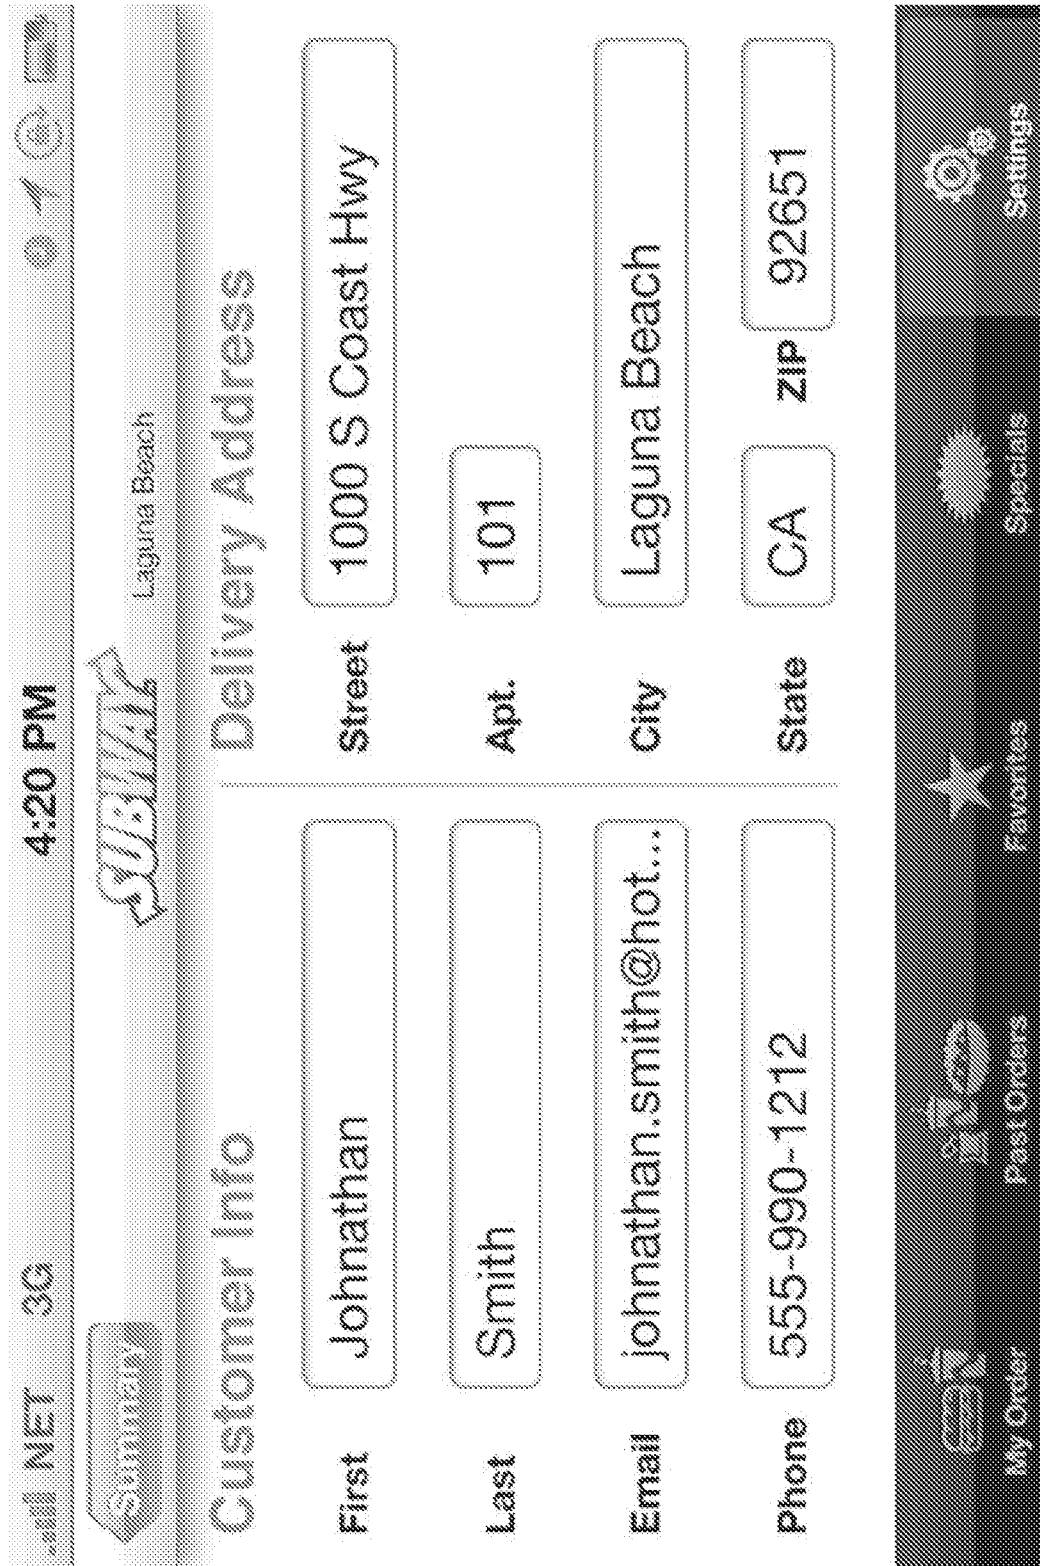 NET 3G 4:20 PM
Summary SUBWAY Laguna Beach
Customer Info
First Johnathan
Last Smith
Email johnathan.smith@hot...
Phone 555-990-1212
Delivery Address
Street 1000 S Coast Hwy
Apt. 101
City Laguna Beach
State CA ZIP 92651
My Order Past Orders Favorites Specials Settings